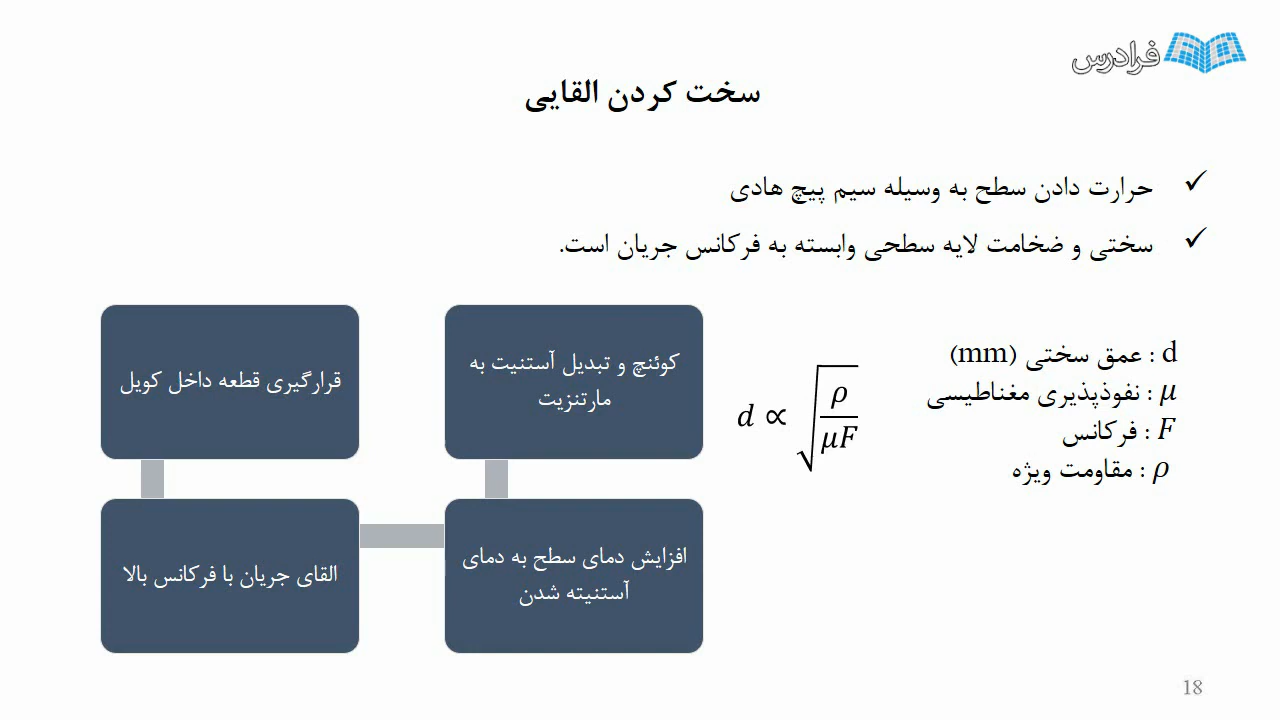 فرادرس
سخت کردن القایی
✓ حرارت دادن سطح به وسیله سیم پیچ هادی
✓ سختی و ضخامت لایه سطحی وابسته به فرکانس جریان است.
قرارگیری قطعه داخل کویل
القای جریان با فرکانس بالا
افزایش دمای سطح به دمای
آستنیته شدن
کوئنچ و تبدیل آستنیت به
مارتنزیت
d ∝ √(ρ/μF)
d : عمق سختی (mm)
μ : نفوذپذیری مغناطیسی
F : فرکانس
ρ : مقاومت ویژه
18